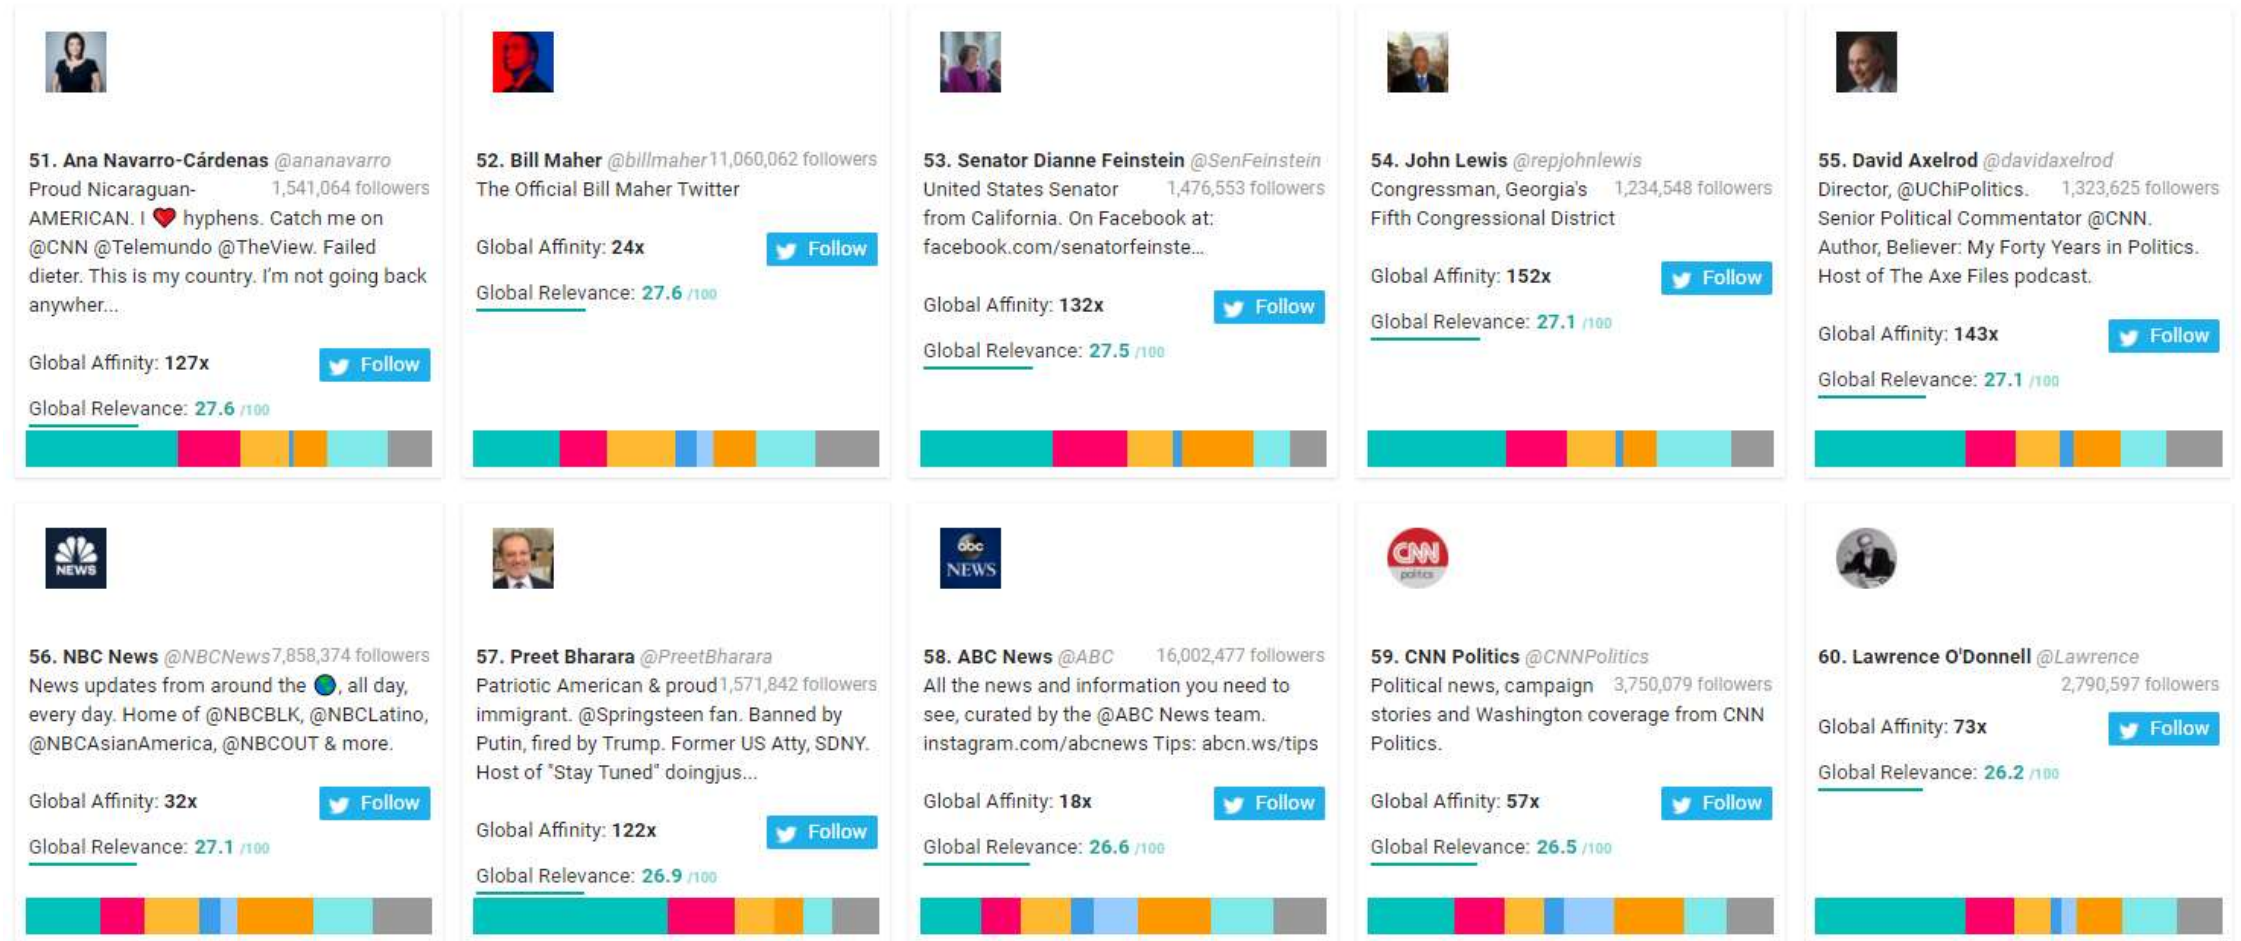 51. Ana Navarro-Cárdenas @ananavarro
Proud Nicaraguan- 1,541,064 followers
AMERICAN. I ❤ hyphens. Catch me on
@CNN @Telemundo @TheView. Failed
dieter. This is my country. I'm not going back
anywher...
Global Affinity: 127x Follow
Global Relevance: 27.6 /100
52. Bill Maher @billmaher 11,060,062 followers
The Official Bill Maher Twitter
Global Affinity: 24x Follow
Global Relevance: 27.6 /100
53. Senator Dianne Feinstein @SenFeinstein
United States Senator 1,476,553 followers
from California. On Facebook at:
facebook.com/senatorfeinste...
Global Affinity: 132x Follow
Global Relevance: 27.5 /100
54. John Lewis @repjohnlewis
Congressman, Georgia's 1,234,548 followers
Fifth Congressional District
Global Affinity: 152x Follow
Global Relevance: 27.1 /100
55. David Axelrod @davidaxelrod
Director, @UChiPolitics. 1,323,625 followers
Senior Political Commentator @CNN.
Author, Believer: My Forty Years in Politics.
Host of The Axe Files podcast.
Global Affinity: 143x Follow
Global Relevance: 27.1 /100
NEWS
56. NBC News @NBCNews 7,858,374 followers
News updates from around the 🌎, all day,
every day. Home of @NBCBLK, @NBCLatino,
@NBCAsianAmerica, @NBCOUT & more.
Global Affinity: 32x Follow
Global Relevance: 27.1 /100
57. Preet Bharara @PreetBharara
Patriotic American & proud 1,571,842 followers
immigrant. @Springsteen fan. Banned by
Putin, fired by Trump. Former US Atty, SDNY.
Host of "Stay Tuned" doingjus...
Global Affinity: 122x Follow
Global Relevance: 26.9 /100
abc
NEWS
58. ABC News @ABC 16,002,477 followers
All the news and information you need to
see, curated by the @ABC News team.
instagram.com/abcnews Tips: abcn.ws/tips
Global Affinity: 18x Follow
Global Relevance: 26.6 /100
CNN
politics
59. CNN Politics @CNNPolitics
Political news, campaign 3,750,079 followers
stories and Washington coverage from CNN
Politics.
Global Affinity: 57x Follow
Global Relevance: 26.5 /100
60. Lawrence O'Donnell @Lawrence
2,790,597 followers
Global Affinity: 73x Follow
Global Relevance: 26.2 /100